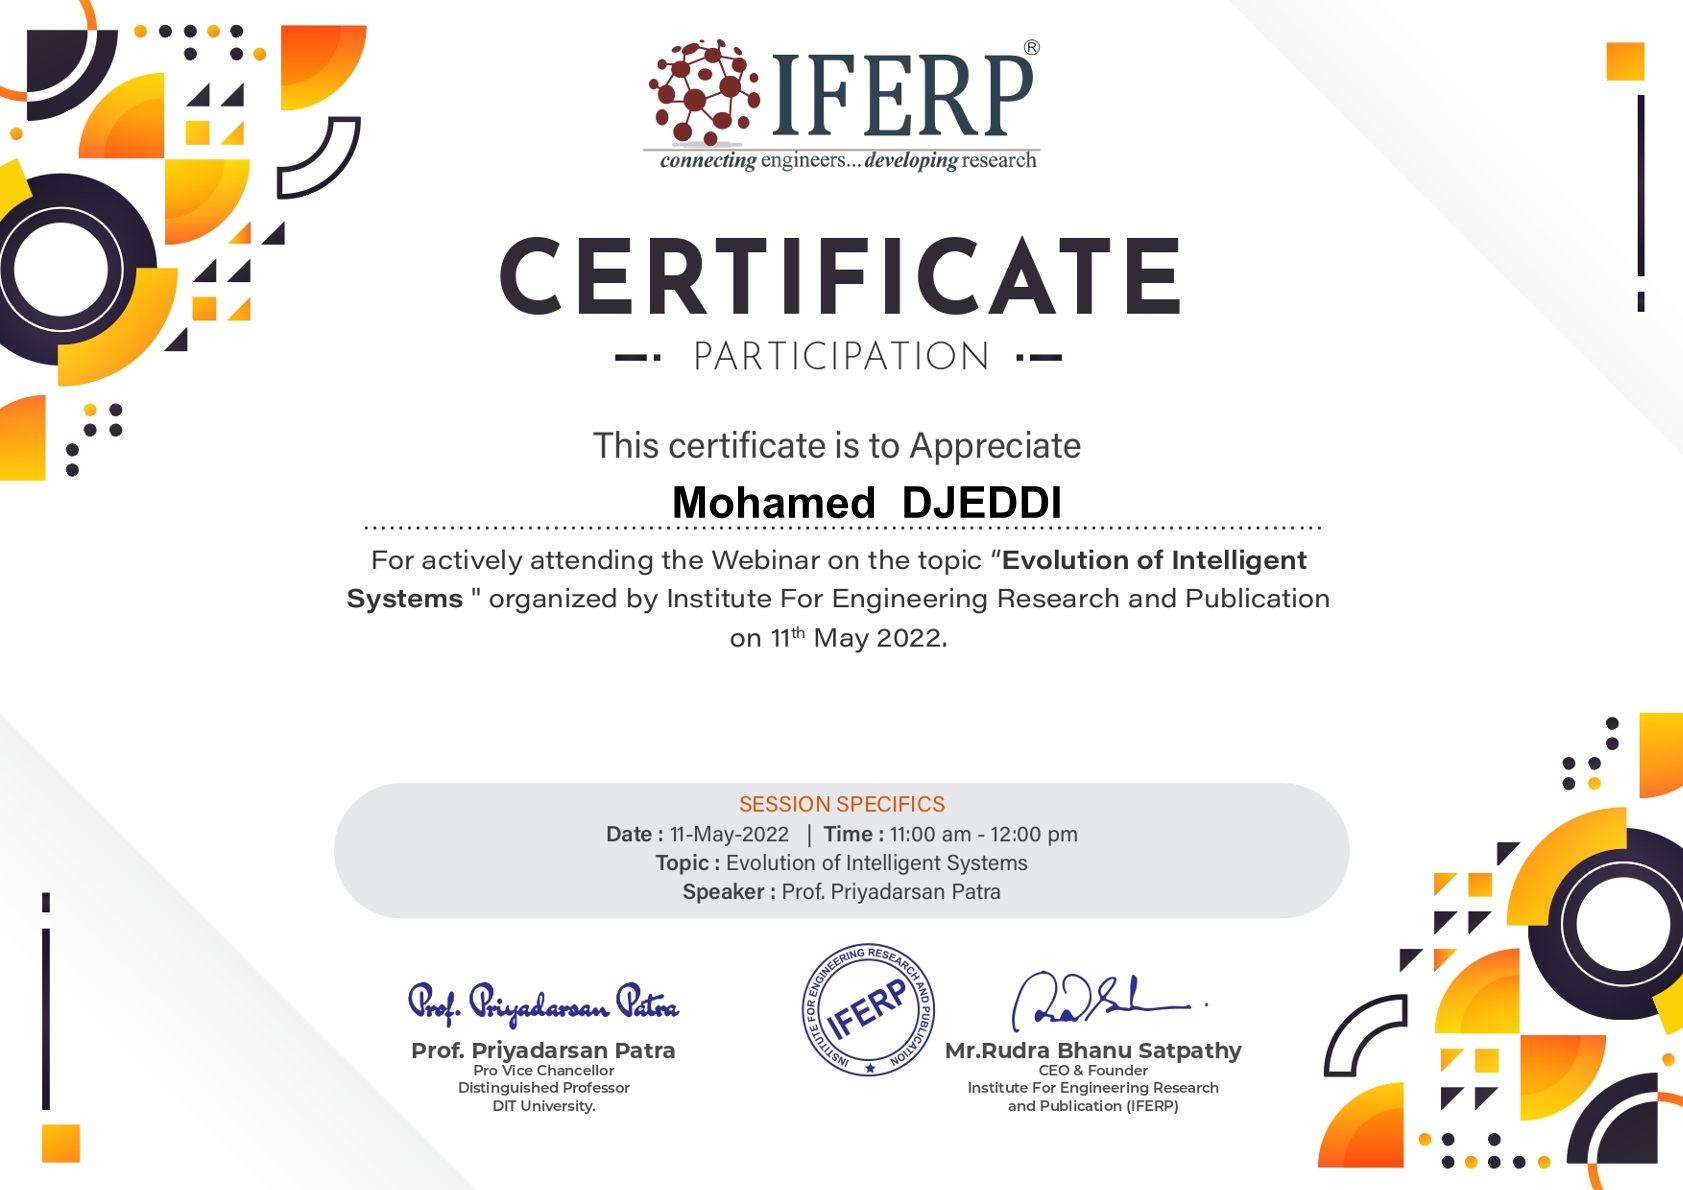 IFERP®
connecting engineers...developing research
CERTIFICATE
PARTICIPATION
This certificate is to Appreciate
Mohamed DJEDDI
For actively attending the Webinar on the topic “Evolution of Intelligent
Systems " organized by Institute For Engineering Research and Publication
on 11th May 2022.
SESSION SPECIFICS
Date : 11-May-2022 | Time : 11:00 am - 12:00 pm
Topic : Evolution of Intelligent Systems
Speaker : Prof. Priyadarsan Patra
Prof. Priyadarsan Patra
Prof. Priyadarsan Patra
Pro Vice Chancellor
Distinguished Professor
DIT University.
INSTITUTE FOR ENGINEERING RESEARCH AND PUBLICATION
IFERP
Mr.Rudra Bhanu Satpathy
CEO & Founder
Institute For Engineering Research
and Publication (IFERP)